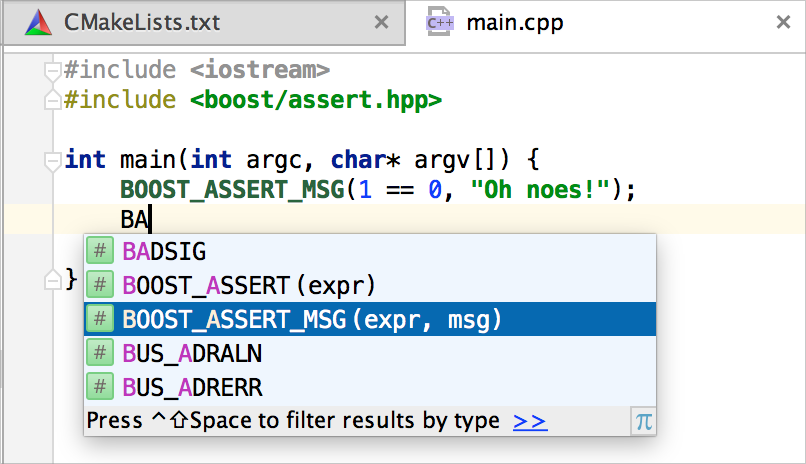 CMakeLists.txt
C++ main.cpp
#include <iostream>
#include <boost/assert.hpp>
int main(int argc, char* argv[]) {
BOOST_ASSERT_MSG(1 == 0, "Oh noes!");
BA
# BADSIG
# BOOST_ASSERT(expr)
}
# BOOST_ASSERT_MSG(expr, msg)
# BUS_ADRALN
# BUS_ADRERR
Press ^⇧Space to filter results by type >> π